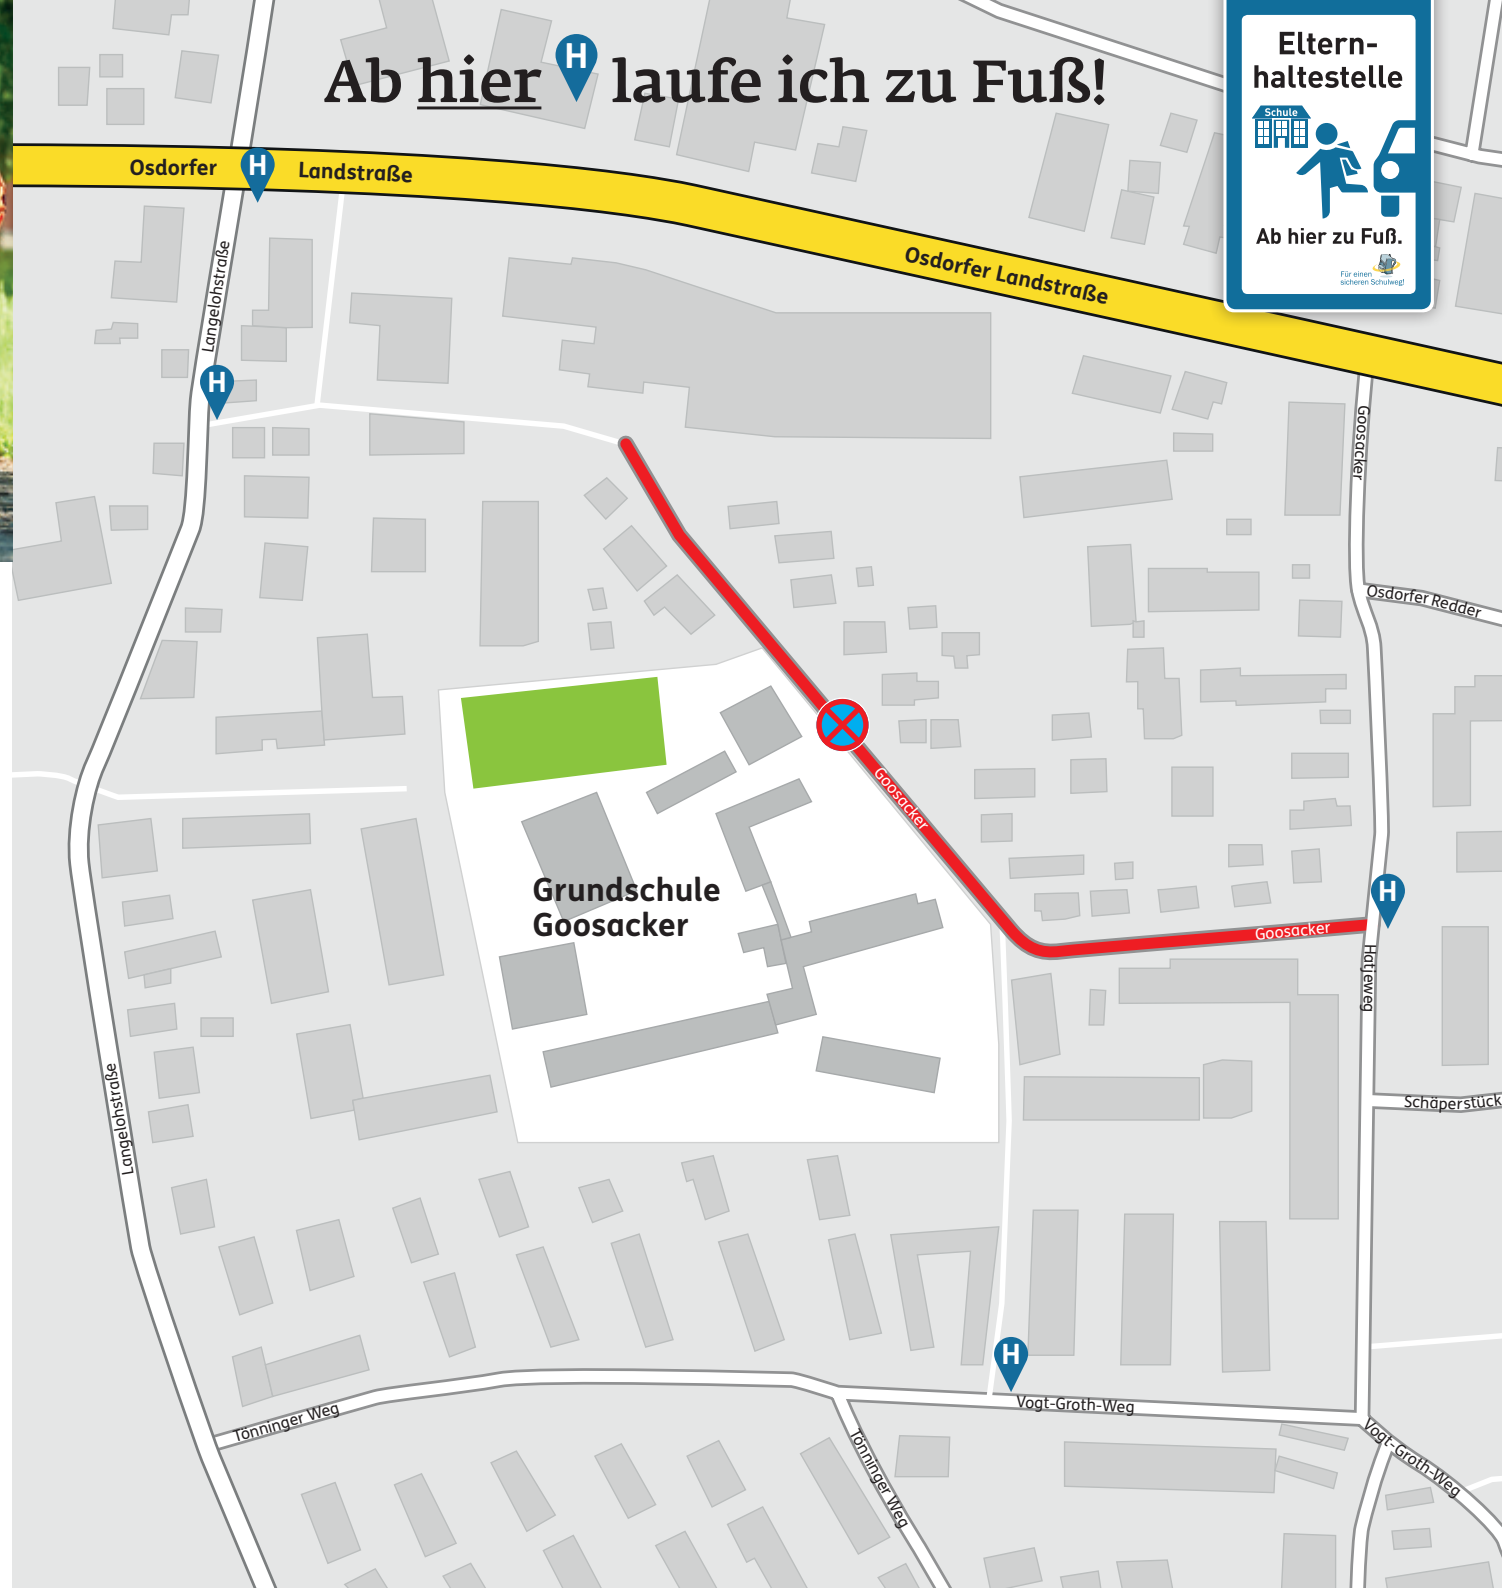 Ab hier H laufe ich zu Fuß!
Eltern-
haltestelle
Schule
Ab hier zu Fuß.
Für einen
sicheren Schulweg!
Osdorfer H Landstraße
Osdorfer Landstraße
Langelohstraße
H
Goosacker
Osdorfer Redder
Goosacker
Grundschule
Goosacker
H
Goosacker
Hatjeweg
Langelohstraße
Schäperstück
H
Vogt-Groth-Weg
Tönninger Weg
Tönninger Weg
Vogt-Groth-Weg